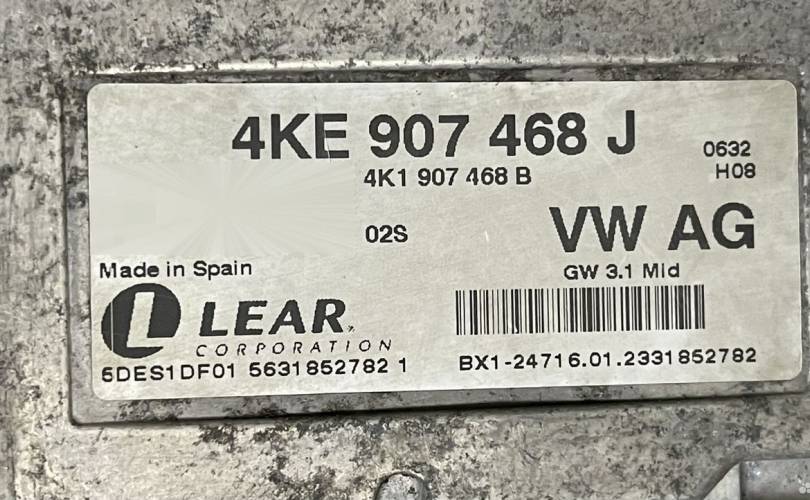 4KE 907 468 J
0632
4K1 907 468 B
H08
02S
VW AG
Made in Spain
GW 3.1 Mid
LEAR
CORPORATION
5DES1DF01 5631852782 1
BX1-24716.01.2331852782